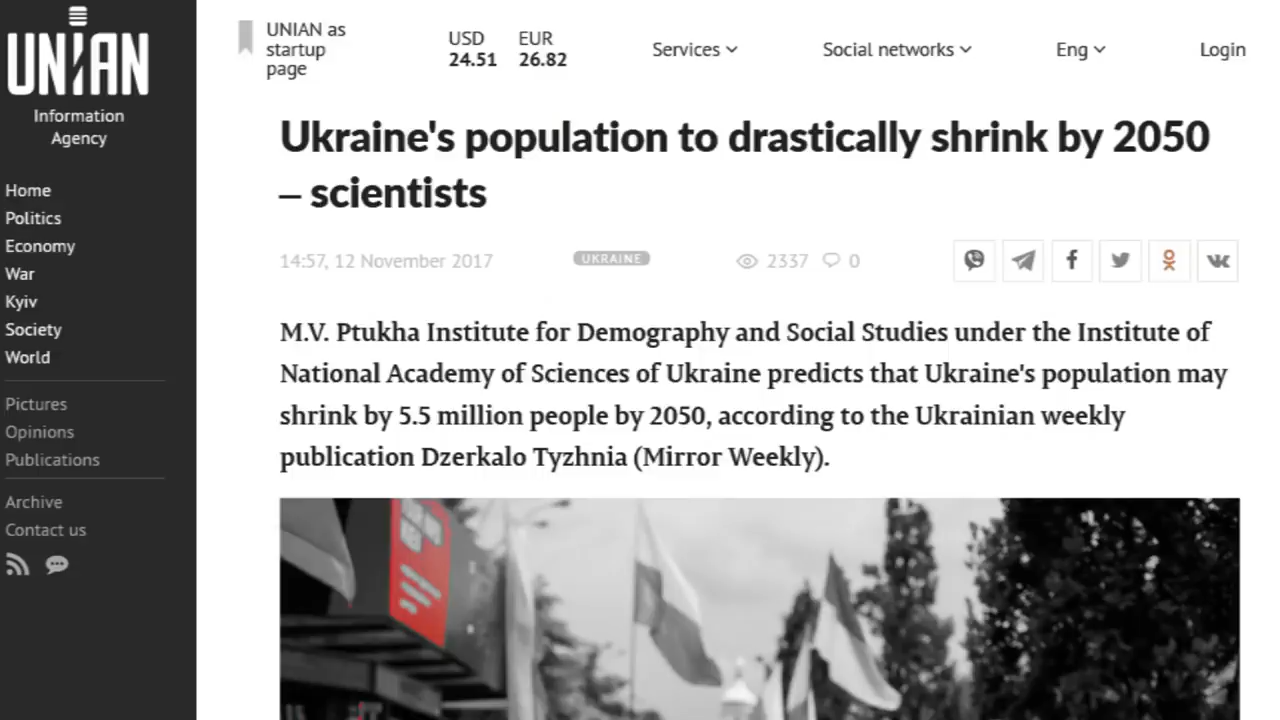 UNIAN
Information
Agency
Home
Politics
Economy
War
Kyiv
Society
World
Pictures
Opinions
Publications
Archive
Contact us
UNIAN as
startup
page
USD
24.51
EUR
26.82
Services
Social networks
Eng
Login
Ukraine's population to drastically shrink by 2050
– scientists
14:57, 12 November 2017
UKRAINE
2337
0
M.V. Ptukha Institute for Demography and Social Studies under the Institute of
National Academy of Sciences of Ukraine predicts that Ukraine's population may
shrink by 5.5 million people by 2050, according to the Ukrainian weekly
publication Dzerkalo Tyzhnia (Mirror Weekly).